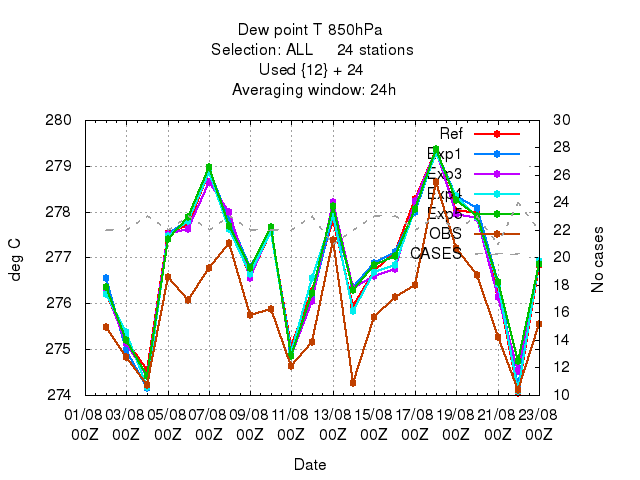 Dew point T 850hPa
Selection: ALL 24 stations
Used {12} + 24
Averaging window: 24h
280
279
278
277
276
275
274
deg C
30
28
26
24
22
20
18
16
14
12
10
No cases
Ref
Exp1
Exp3
Exp4
Exp5
OBS
CASES
01/08 03/08 05/08 07/08 09/08 11/08 13/08 15/08 17/08 19/08 21/08 23/08
00Z 00Z 00Z 00Z 00Z 00Z 00Z 00Z 00Z 00Z 00Z 00Z
Date